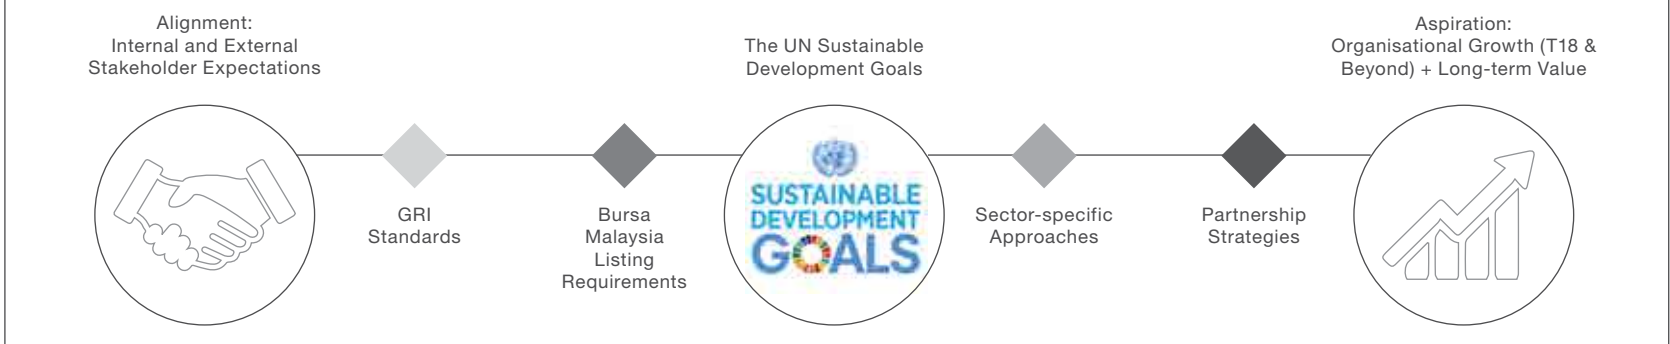 Alignment:
Internal and External
Stakeholder Expectations
GRI
Standards
Bursa
Malaysia
Listing
Requirements
The UN Sustainable
Development Goals
SUSTAINABLE
DEVELOPMENT
GOALS
Sector-specific
Approaches
Partnership
Strategies
Aspiration:
Organisational Growth (T18 &
Beyond) + Long-term Value